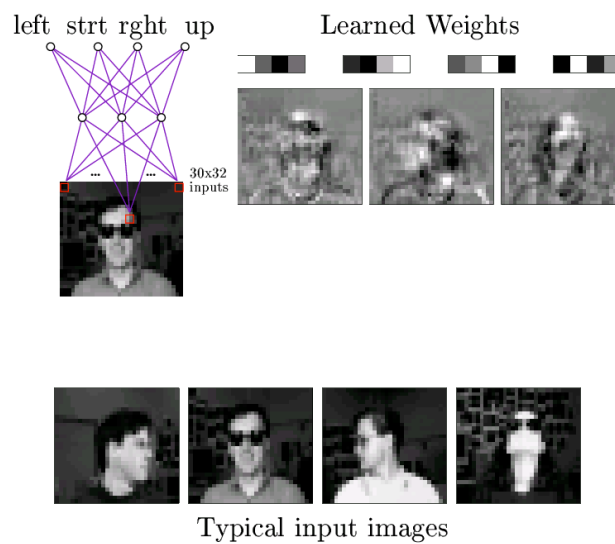 left strt rght up
Learned Weights
... ...
30x32
inputs
Typical input images